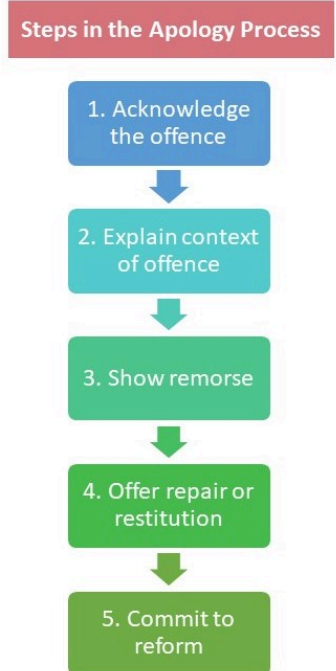 Steps in the Apology Process
1. Acknowledge
the offence
2. Explain context
of offence
3. Show remorse
4. Offer repair or
restitution
5. Commit to
reform